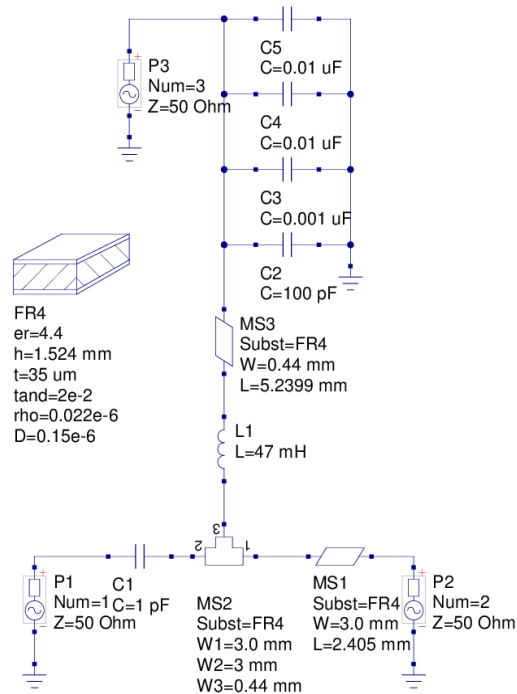 C5
C=0.01 uF
P3
Num=3
Z=50 Ohm
C4
C=0.01 uF
C3
C=0.001 uF
C2
C=100 pF
FR4
er=4.4
h=1.524 mm
t=35 um
tand=2e-2
rho=0.022e-6
D=0.15e-6
MS3
Subst=FR4
W=0.44 mm
L=5.2399 mm
L1
L=47 mH
3
2
1
P1
Num=1
Z=50 Ohm
C1
C=1 pF
MS2
Subst=FR4
W1=3.0 mm
W2=3 mm
W3=0.44 mm
MS1
Subst=FR4
W=3.0 mm
L=2.405 mm
P2
Num=2
Z=50 Ohm